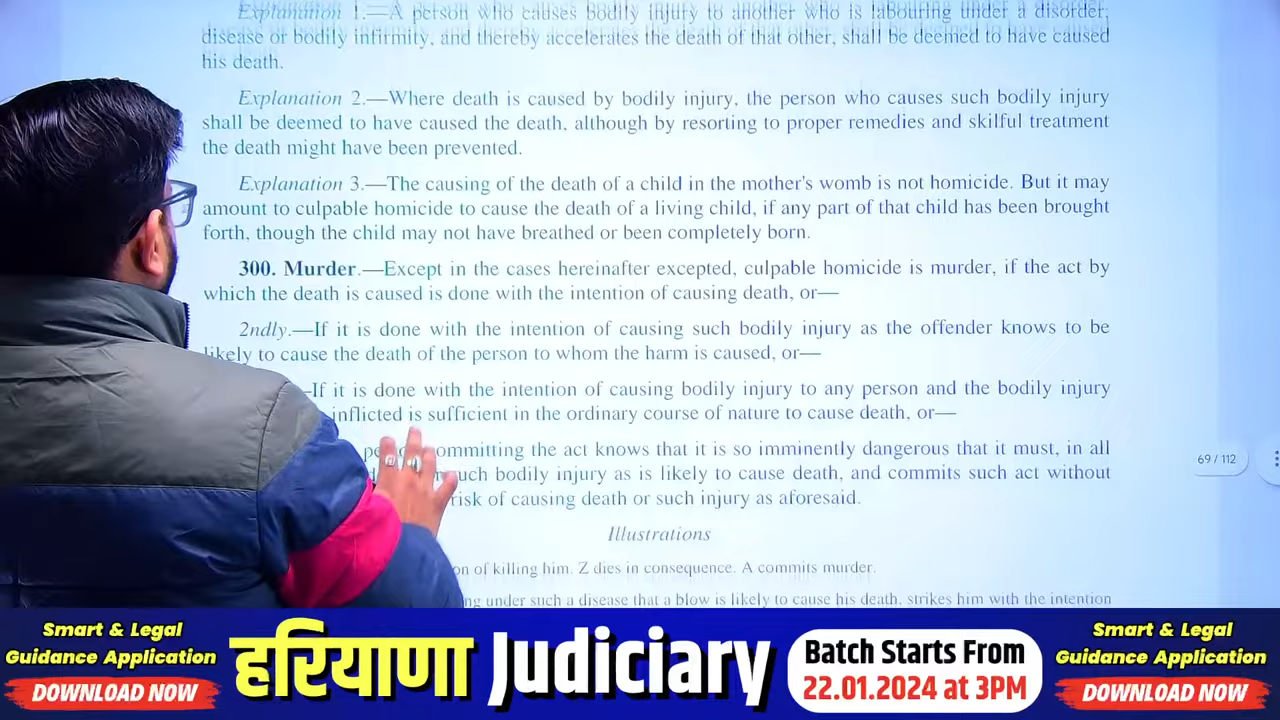 Explanation 1.—A person who causes bodily injury to another who is labouring under a disorder,
disease or bodily infirmity, and thereby accelerates the death of that other, shall be deemed to have caused
his death.
Explanation 2.—Where death is caused by bodily injury, the person who causes such bodily injury
shall be deemed to have caused the death, although by resorting to proper remedies and skilful treatment
the death might have been prevented.
Explanation 3.—The causing of the death of a child in the mother's womb is not homicide. But it may
amount to culpable homicide to cause the death of a living child, if any part of that child has been brought
forth, though the child may not have breathed or been completely born.
300. Murder.—Except in the cases hereinafter excepted, culpable homicide is murder, if the act by
which the death is caused is done with the intention of causing death, or—
2ndly.—If it is done with the intention of causing such bodily injury as the offender knows to be
likely to cause the death of the person to whom the harm is caused, or—
—If it is done with the intention of causing bodily injury to any person and the bodily injury
inflicted is sufficient in the ordinary course of nature to cause death, or—
committing the act knows that it is so imminently dangerous that it must, in all
such bodily injury as is likely to cause death, and commits such act without
risk of causing death or such injury as aforesaid.
69 / 112
Illustrations
of killing him. Z dies in consequence. A commits murder.
under such a disease that a blow is likely to cause his death, strikes him with the intention
Smart & Legal
Guidance Application
DOWNLOAD NOW
हरियाणा Judiciary
Batch Starts From
22.01.2024 at 3PM
Smart & Legal
Guidance Application
DOWNLOAD NOW